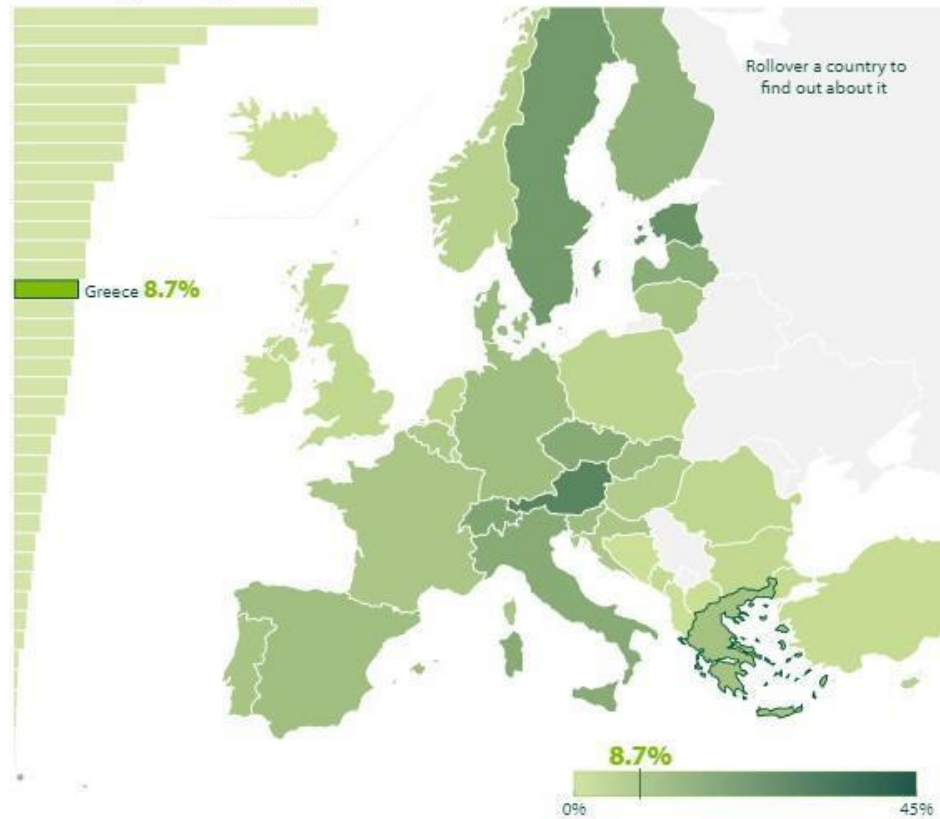 Rollover a country to
find out about it
Greece 8.7%
8.7%
0%
45%